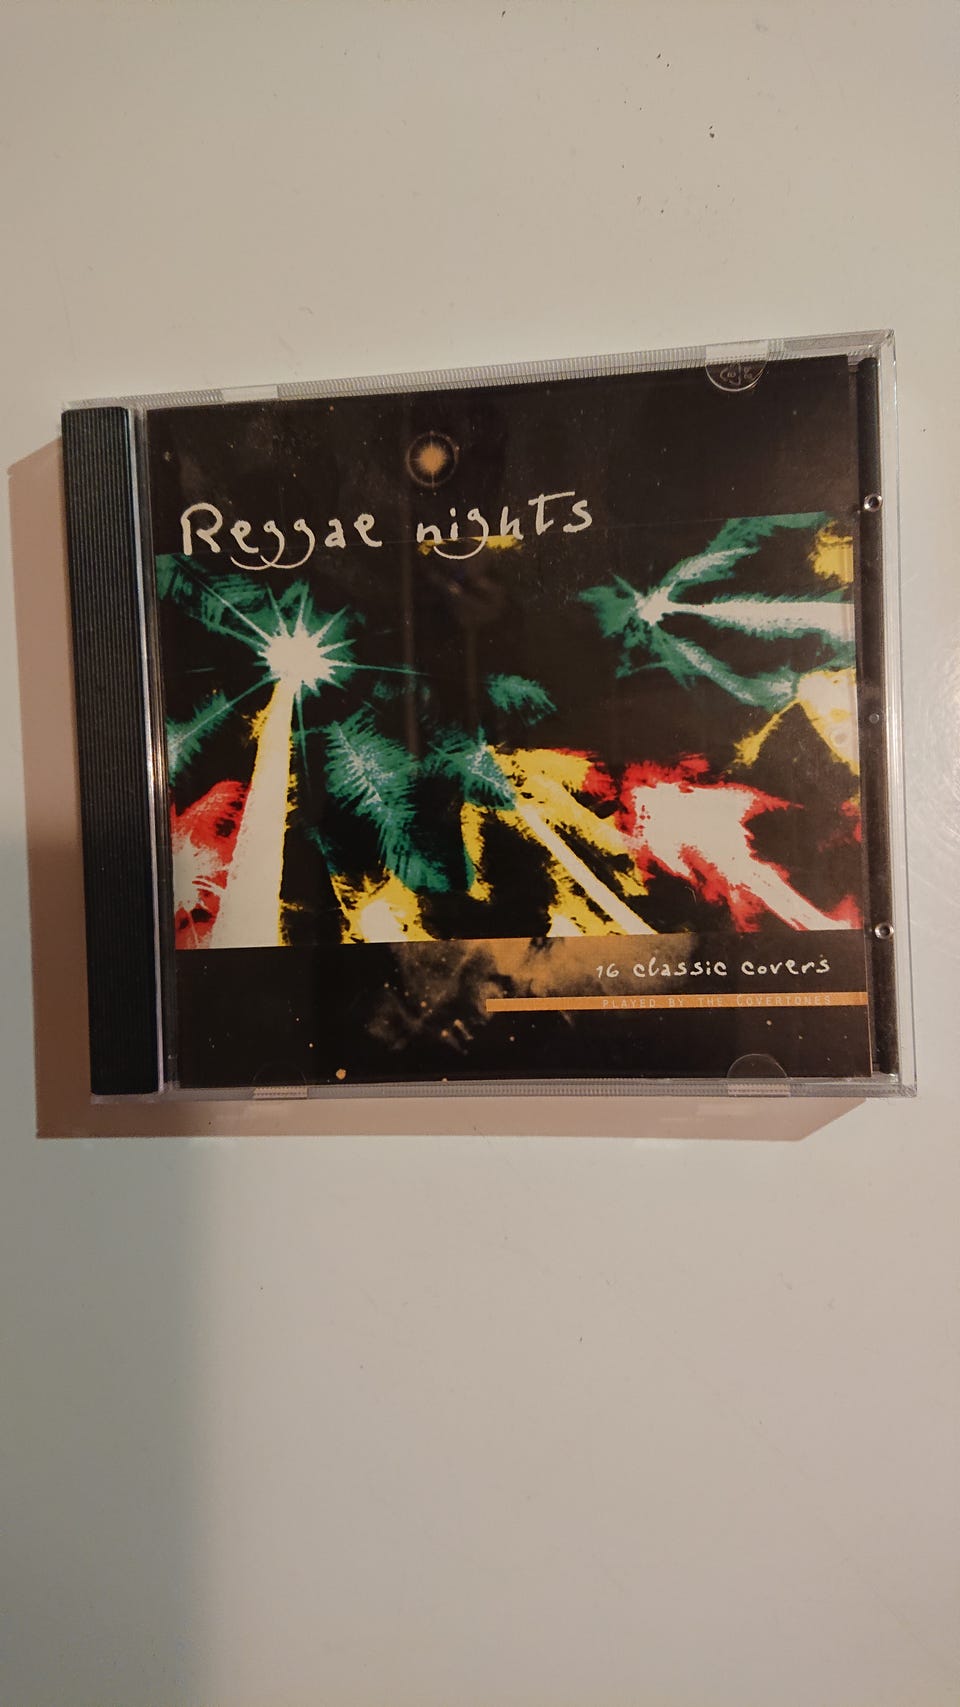 Reggae nights
16 classic covers
PLAYED BY THE COVERTONES